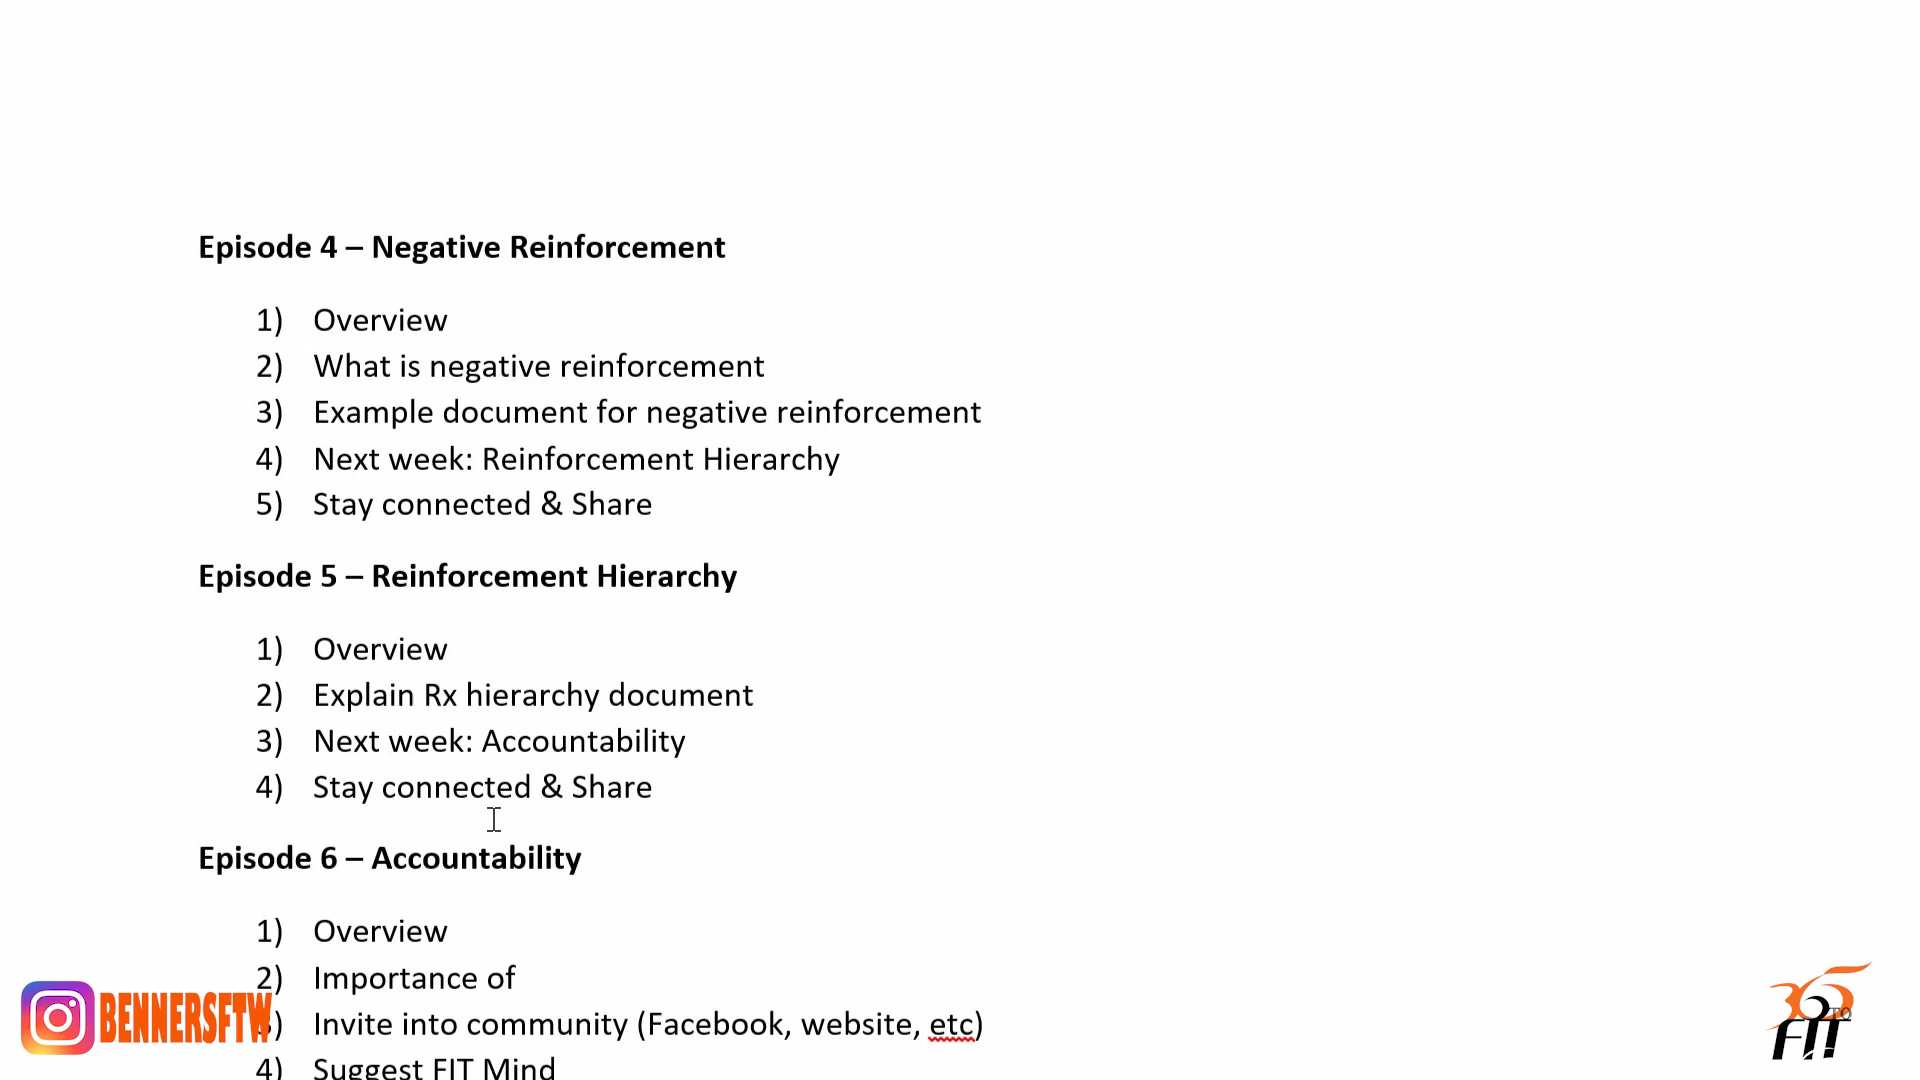 Episode 4 – Negative Reinforcement
1) Overview
2) What is negative reinforcement
3) Example document for negative reinforcement
4) Next week: Reinforcement Hierarchy
5) Stay connected & Share
Episode 5 – Reinforcement Hierarchy
1) Overview
2) Explain Rx hierarchy document
3) Next week: Accountability
4) Stay connected & Share
Episode 6 – Accountability
1) Overview
2) Importance of
3) Invite into community (Facebook, website, etc)
4) Suggest FIT Mind
BENNERSFTW
365
TO
FIT